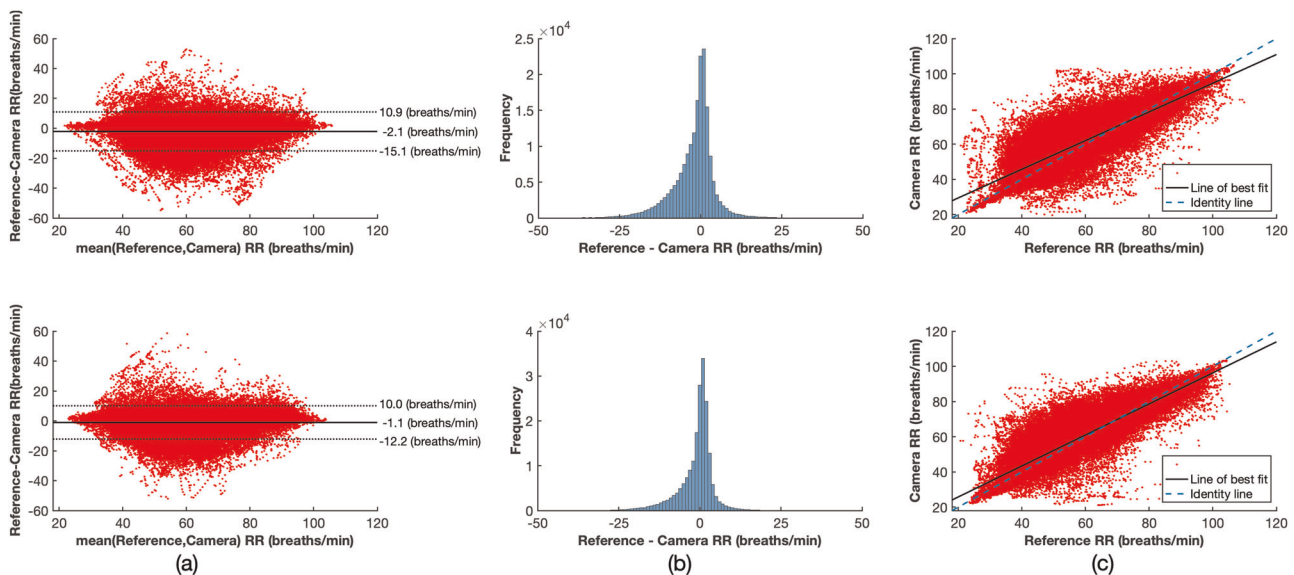 Reference-Camera RR(breaths/min)
60
40
20
0
-20
-40
-60
10.9 (breaths/min)
-2.1 (breaths/min)
-15.1 (breaths/min)
20 40 60 80 100 120
mean(Reference,Camera) RR (breaths/min)
×10⁴
Frequency
2.5
2
1.5
1
0.5
0
-50 -25 0 25 50
Reference - Camera RR (breaths/min)
Camera RR (breaths/min)
120
100
80
60
40
20
Line of best fit
Identity line
20 40 60 80 100 120
Reference RR (breaths/min)
Reference-Camera RR(breaths/min)
60
40
20
0
-20
-40
-60
10.0 (breaths/min)
-1.1 (breaths/min)
-12.2 (breaths/min)
20 40 60 80 100 120
mean(Reference,Camera) RR (breaths/min)
(a)
×10⁴
Frequency
4
3
2
1
0
-50 -25 0 25 50
Reference - Camera RR (breaths/min)
(b)
Camera RR (breaths/min)
120
100
80
60
40
20
Line of best fit
Identity line
20 40 60 80 100 120
Reference RR (breaths/min)
(c)